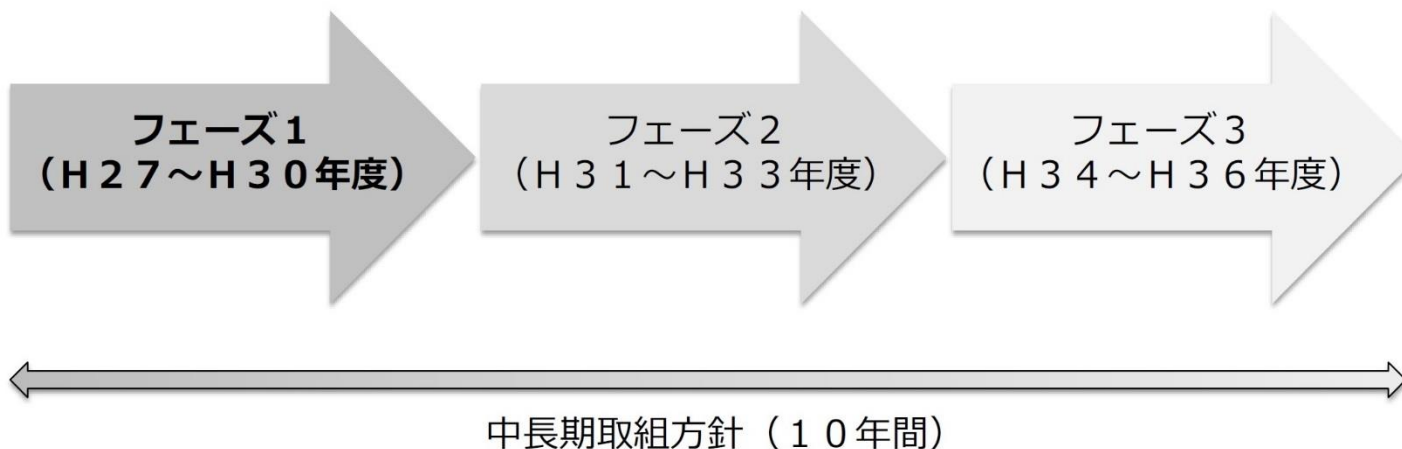 フェーズ１
（Ｈ２７～Ｈ３０年度）
フェーズ２
（Ｈ３１～Ｈ３３年度）
フェーズ３
（Ｈ３４～Ｈ３６年度）
中長期取組方針（１０年間）